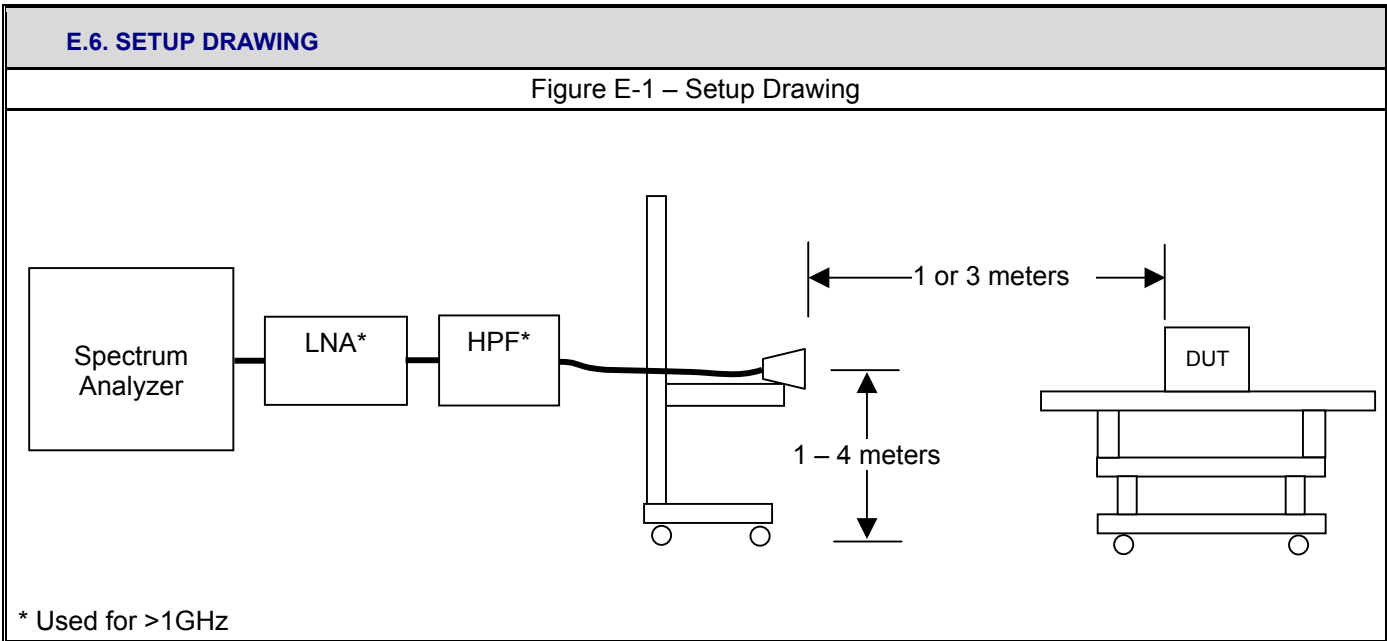 E.6. SETUP DRAWING
Figure E-1 – Setup Drawing
Spectrum
Analyzer
LNA*
HPF*
1 or 3 meters
1 – 4 meters
DUT
* Used for >1GHz